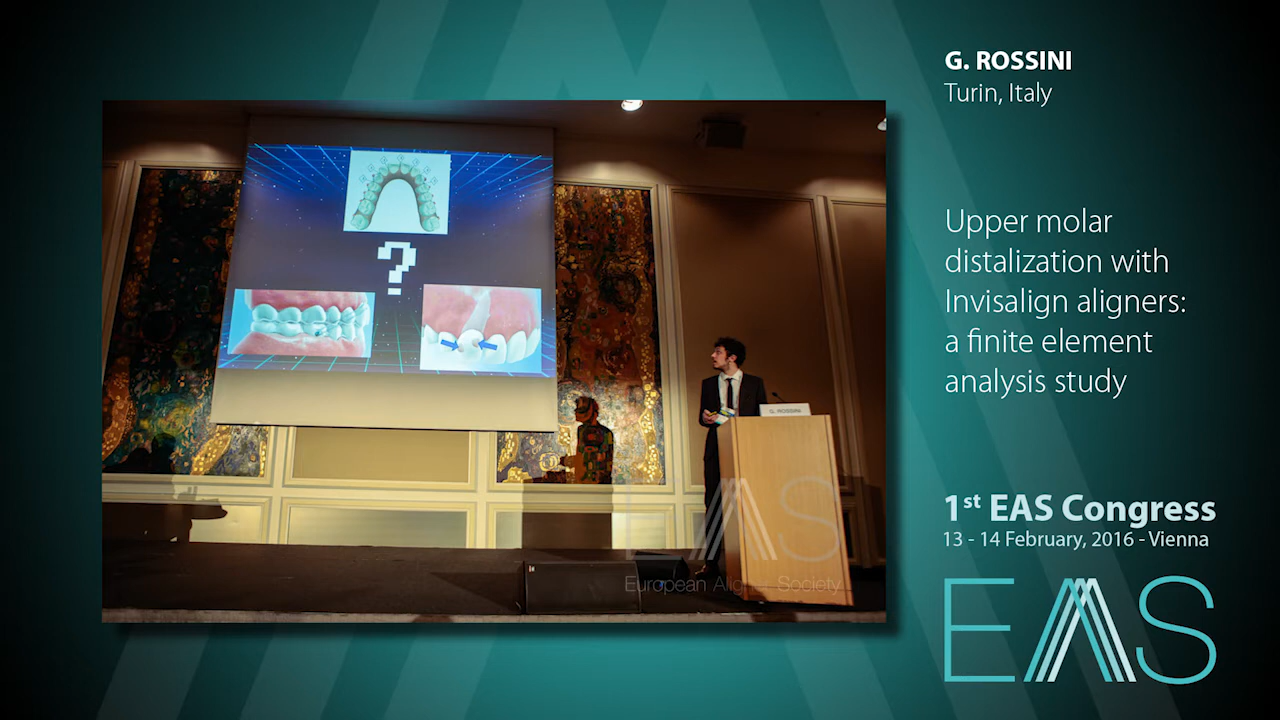 G. ROSSINI
Turin, Italy
?
G. ROSSINI
Upper molar
distalization with
Invisalign aligners:
a finite element
analysis study
EAS
European Aligner Society
1st EAS Congress
13 - 14 February, 2016 - Vienna
EAS